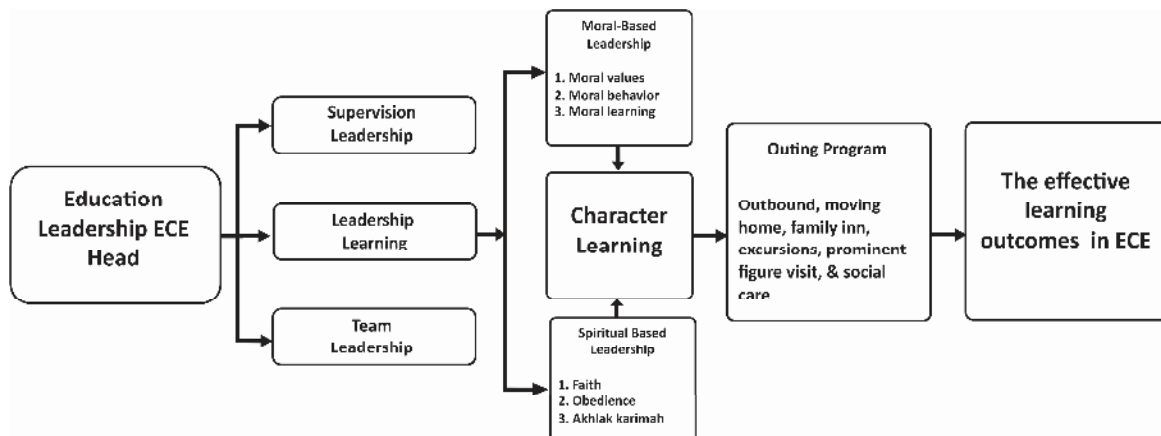 Education
Leadership ECE
Head
Supervision
Leadership
Leadership
Learning
Team
Leadership
Moral-Based
Leadership
1. Moral values
2. Moral behavior
3. Moral learning
Character
Learning
Spiritual Based
Leadership
1. Faith
2. Obedience
3. Akhlak karimah
Outing Program
Outbound, moving
home, family inn,
excursions, prominent
figure visit, & social
care
The effective
learning
outcomes in ECE